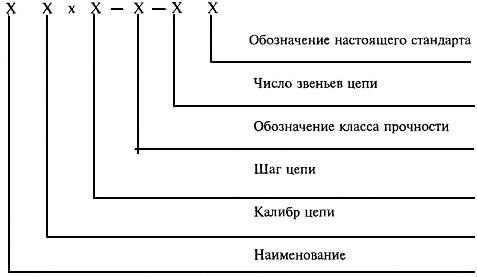 Х Х х Х — Х — Х Х
Обозначение настоящего стандарта
Число звеньев цепи
Обозначение класса прочности
Шаг цепи
Калибр цепи
Наименование